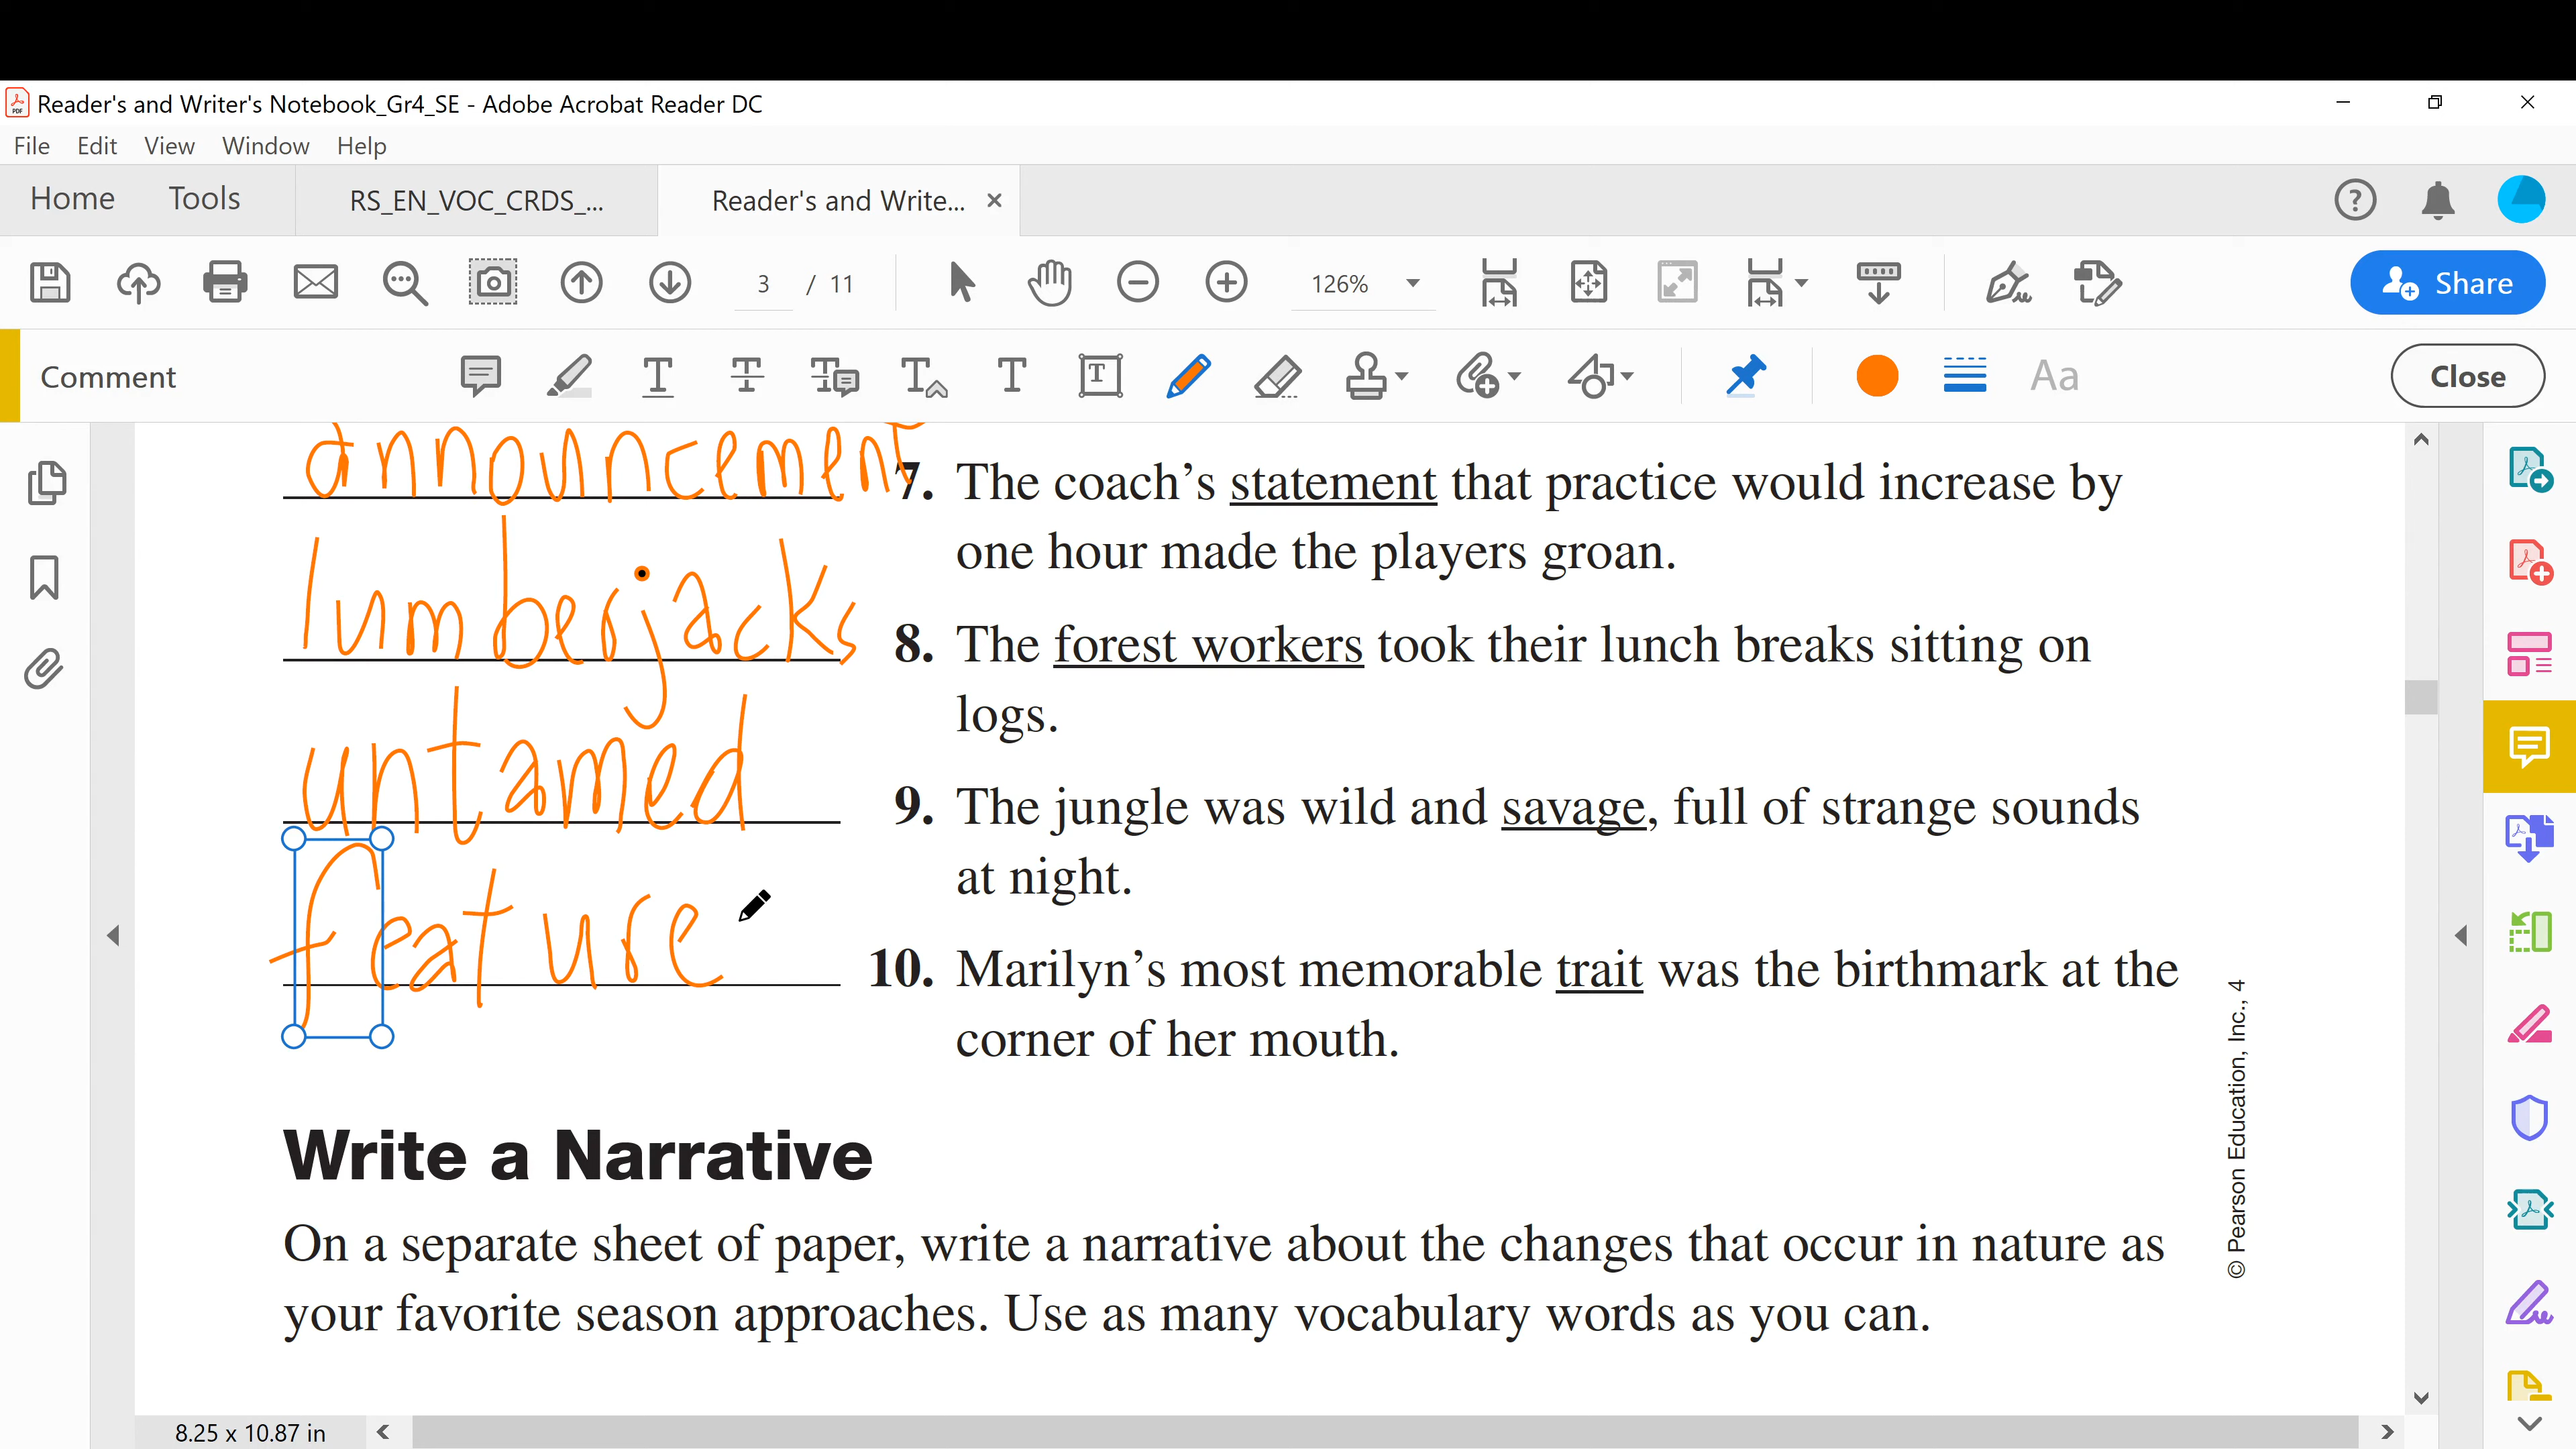 Reader's and Writer's Notebook_Gr4_SE - Adobe Acrobat Reader DC
File Edit View Window Help
Home Tools RS_EN_VOC_CRDS_... Reader's and Write...
3 / 11 126% Share
Comment Aa Close
announcement 7. The coach’s statement that practice would increase by
one hour made the players groan.
lumberjacks 8. The forest workers took their lunch breaks sitting on
logs.
untamed 9. The jungle was wild and savage, full of strange sounds
at night.
feature 10. Marilyn’s most memorable trait was the birthmark at the
corner of her mouth.
© Pearson Education, Inc., 4
Write a Narrative
On a separate sheet of paper, write a narrative about the changes that occur in nature as
your favorite season approaches. Use as many vocabulary words as you can.
8.25 x 10.87 in